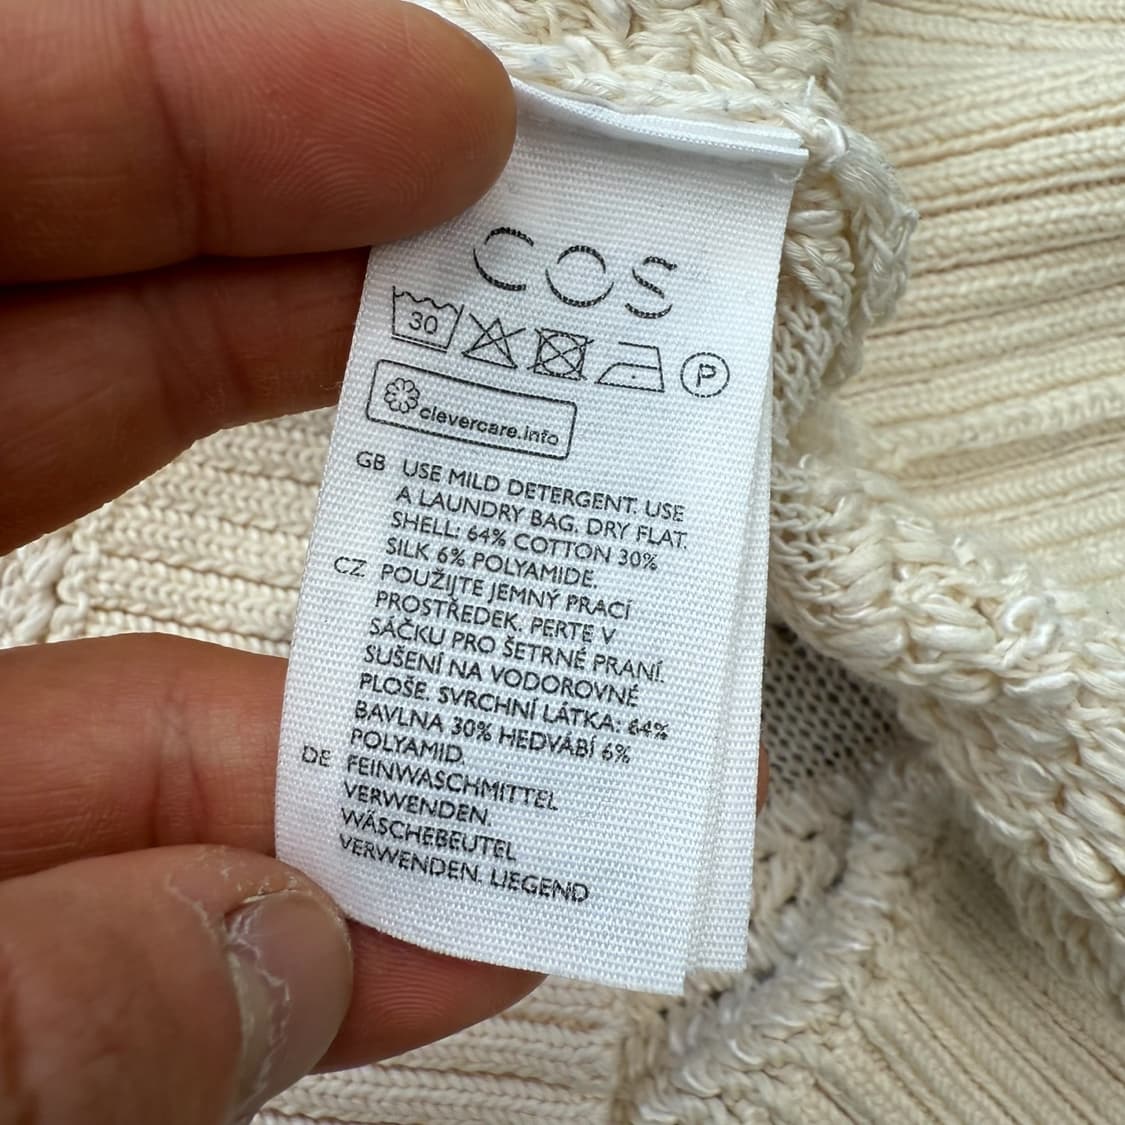 COS
30
P
clevercare.info
GB USE MILD DETERGENT. USE
A LAUNDRY BAG. DRY FLAT.
SHELL: 64% COTTON 30%
SILK 6% POLYAMIDE.
CZ POUŽIJTE JEMNÝ PRACÍ
PROSTŘEDEK. PERTE V
SÁČKU PRO ŠETRNÉ PRANÍ.
SUŠENÍ NA VODOROVNÉ
PLOŠE. SVRCHNÍ LÁTKA: 64%
BAVLNA 30% HEDVÁBÍ 6%
POLYAMID.
DE FEINWASCHMITTEL
VERWENDEN.
WÄSCHEBEUTEL
VERWENDEN. LIEGEND